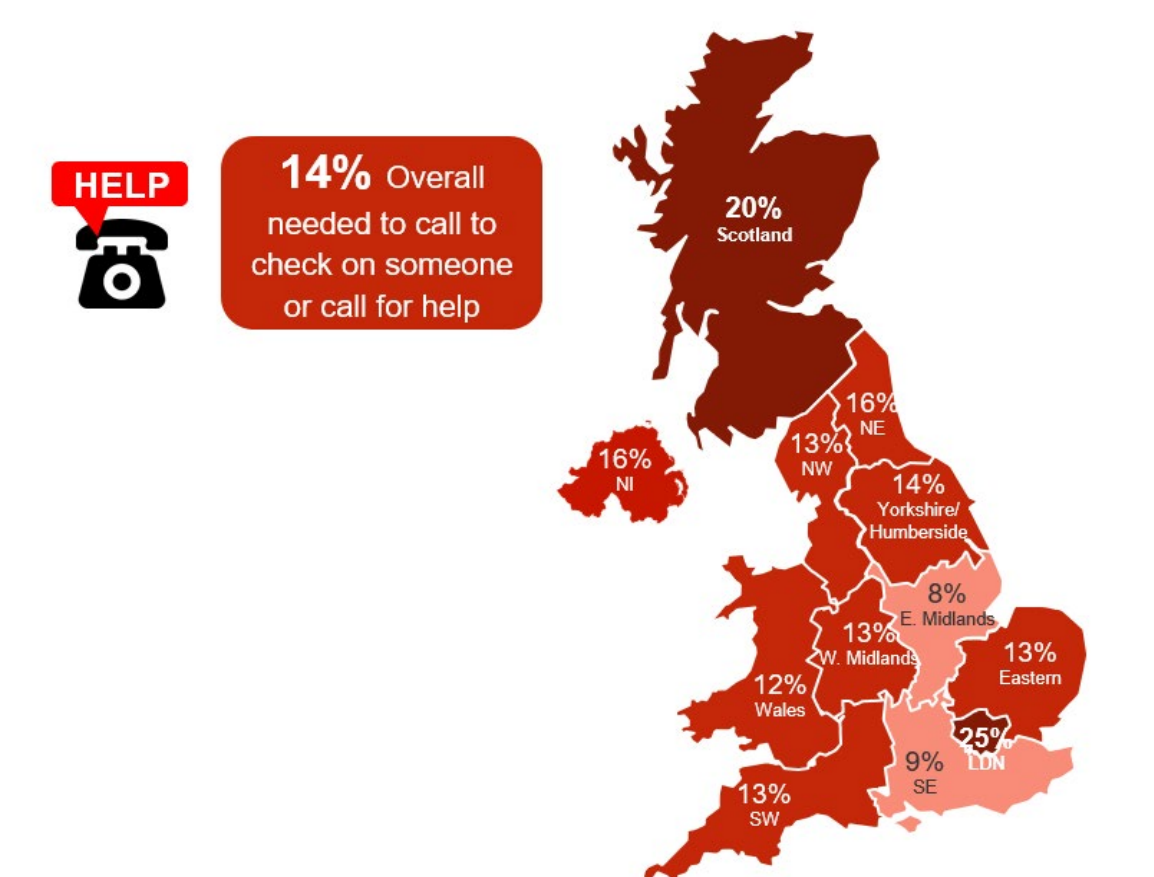 HELP
14% Overall
needed to call to
check on someone
or call for help
20%
Scotland
16%
NE
13%
NW
16%
NI
14%
Yorkshire/
Humberside
8%
E. Midlands
13%
W. Midlands
13%
Eastern
12%
Wales
25%
LDN
9%
SE
13%
SW